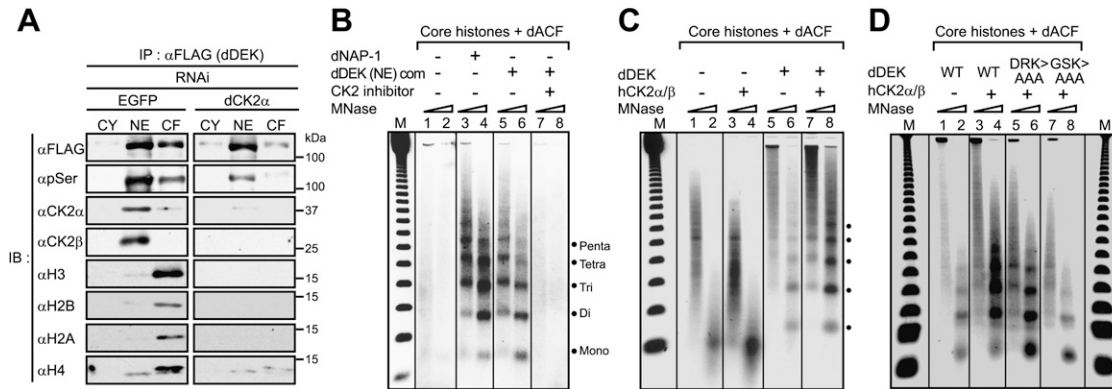 A
IP : αFLAG (dDEK)
RNAi
EGFP dCK2α
CY NE CF CY NE CF kDa
αFLAG 100
αpSer 100
αCK2α 37
αCK2β 25
IB :
αH3 15
αH2B 15
αH2A 15
αH4 15
B
Core histones + dACF
dNAP-1 - + - -
dDEK (NE) com - - + +
CK2 inhibitor - - - +
MNase
M 1 2 3 4 5 6 7 8
Penta
Tetra
Tri
Di
Mono
C
Core histones + dACF
dDEK - - + +
hCK2α/β - + - +
MNase
M 1 2 3 4 5 6 7 8
D
Core histones + dACF
DRK> GSK>
dDEK WT WT AAA AAA
hCK2α/β - + + +
MNase
M 1 2 3 4 5 6 7 8 M